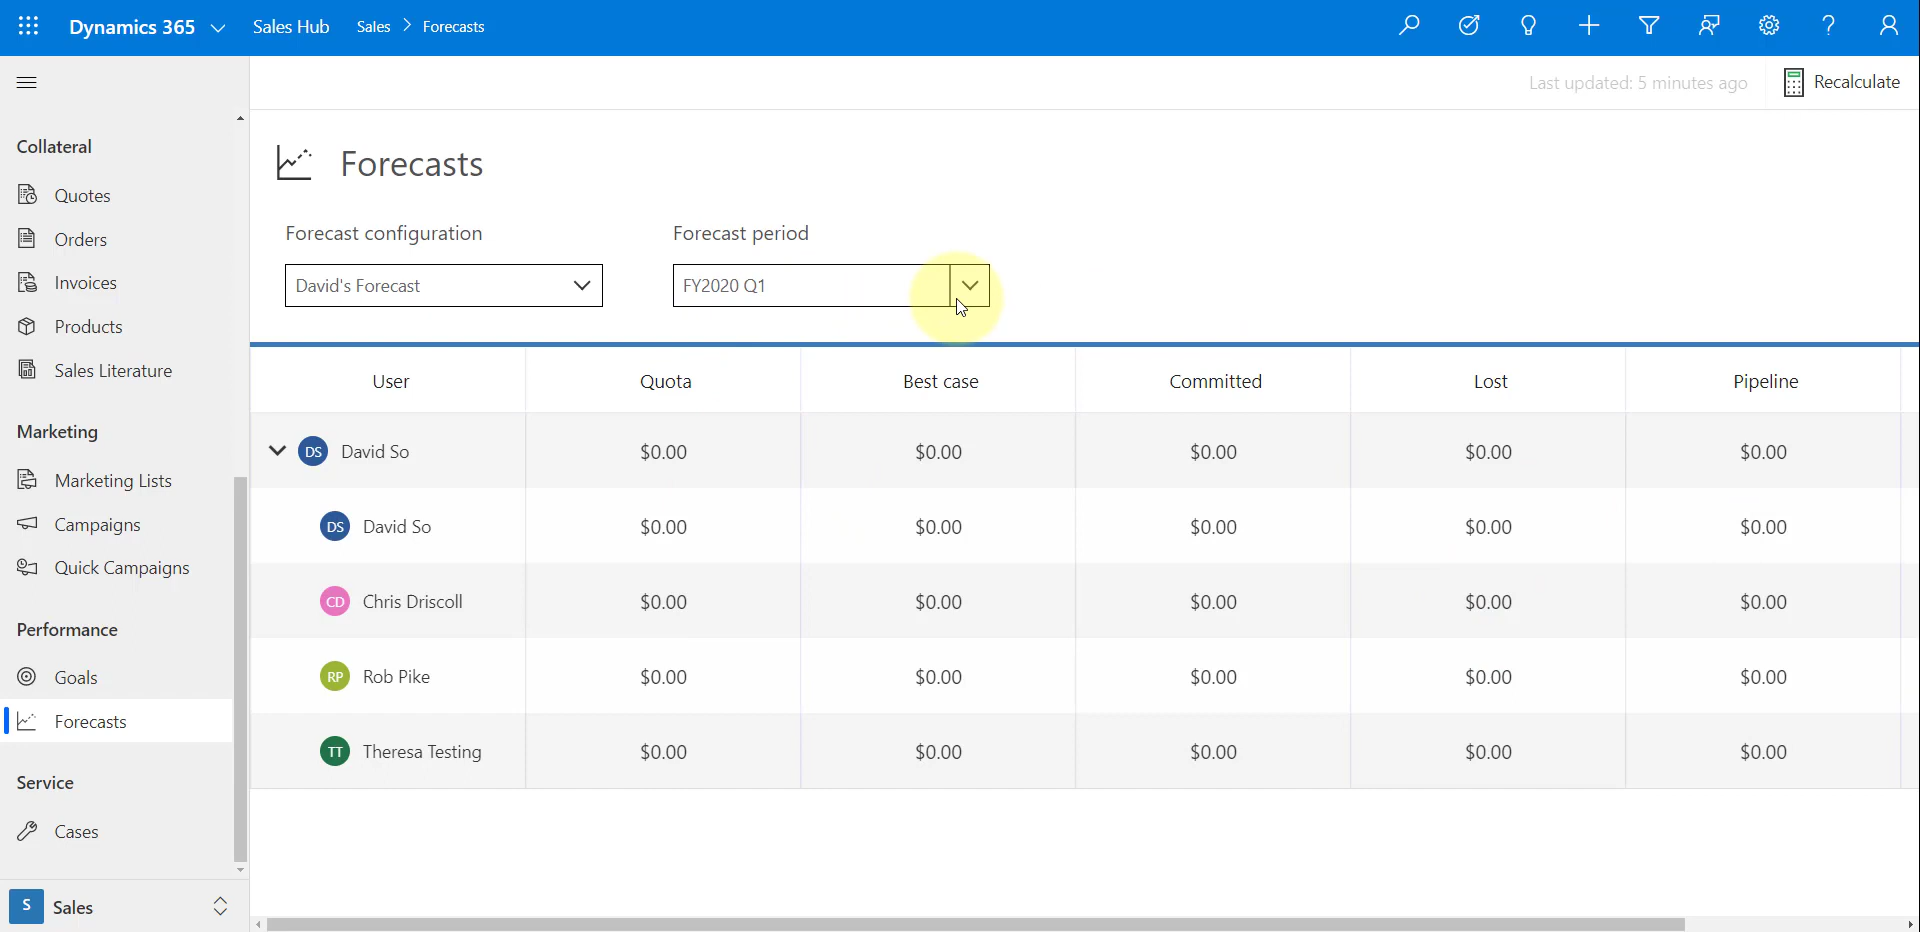 Dynamics 365 Sales Hub Sales Forecasts
Last updated: 5 minutes ago Recalculate
Collateral
Quotes
Orders
Invoices
Products
Sales Literature
Marketing
Marketing Lists
Campaigns
Quick Campaigns
Performance
Goals
Forecasts
Service
Cases
S Sales
Forecasts
Forecast configuration Forecast period
David's Forecast FY2020 Q1
User Quota Best case Committed Lost Pipeline
DS David So $0.00 $0.00 $0.00 $0.00 $0.00
DS David So $0.00 $0.00 $0.00 $0.00 $0.00
CD Chris Driscoll $0.00 $0.00 $0.00 $0.00 $0.00
RP Rob Pike $0.00 $0.00 $0.00 $0.00 $0.00
TT Theresa Testing $0.00 $0.00 $0.00 $0.00 $0.00